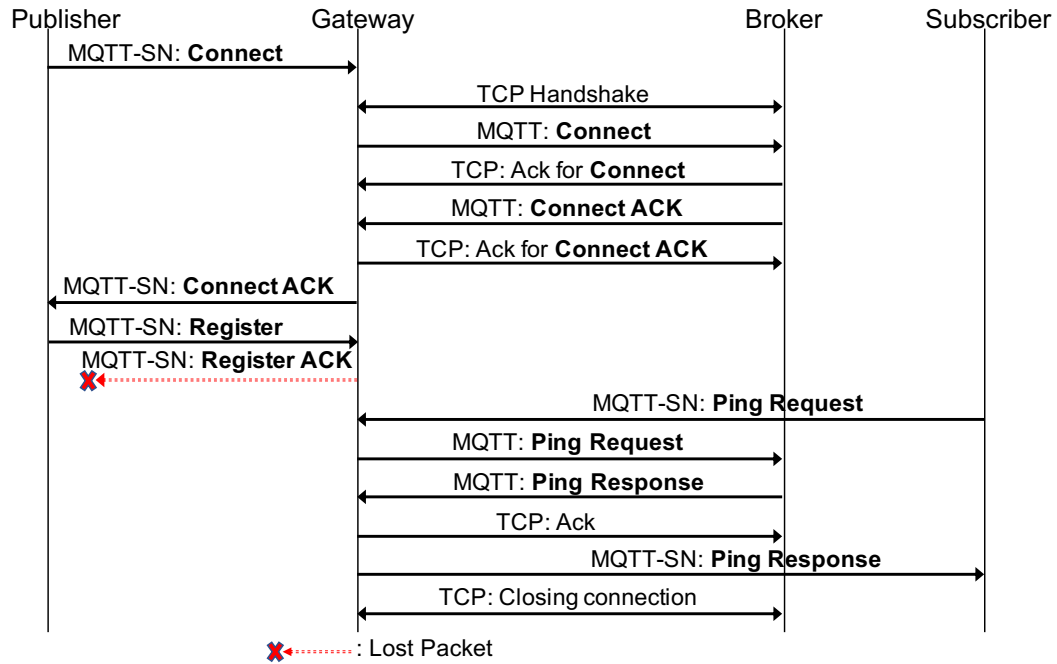 Publisher Gateway Broker Subscriber
MQTT-SN: Connect
TCP Handshake
MQTT: Connect
TCP: Ack for Connect
MQTT: Connect ACK
TCP: Ack for Connect ACK
MQTT-SN: Connect ACK
MQTT-SN: Register
MQTT-SN: Register ACK
MQTT-SN: Ping Request
MQTT: Ping Request
MQTT: Ping Response
TCP: Ack
MQTT-SN: Ping Response
TCP: Closing connection
: Lost Packet